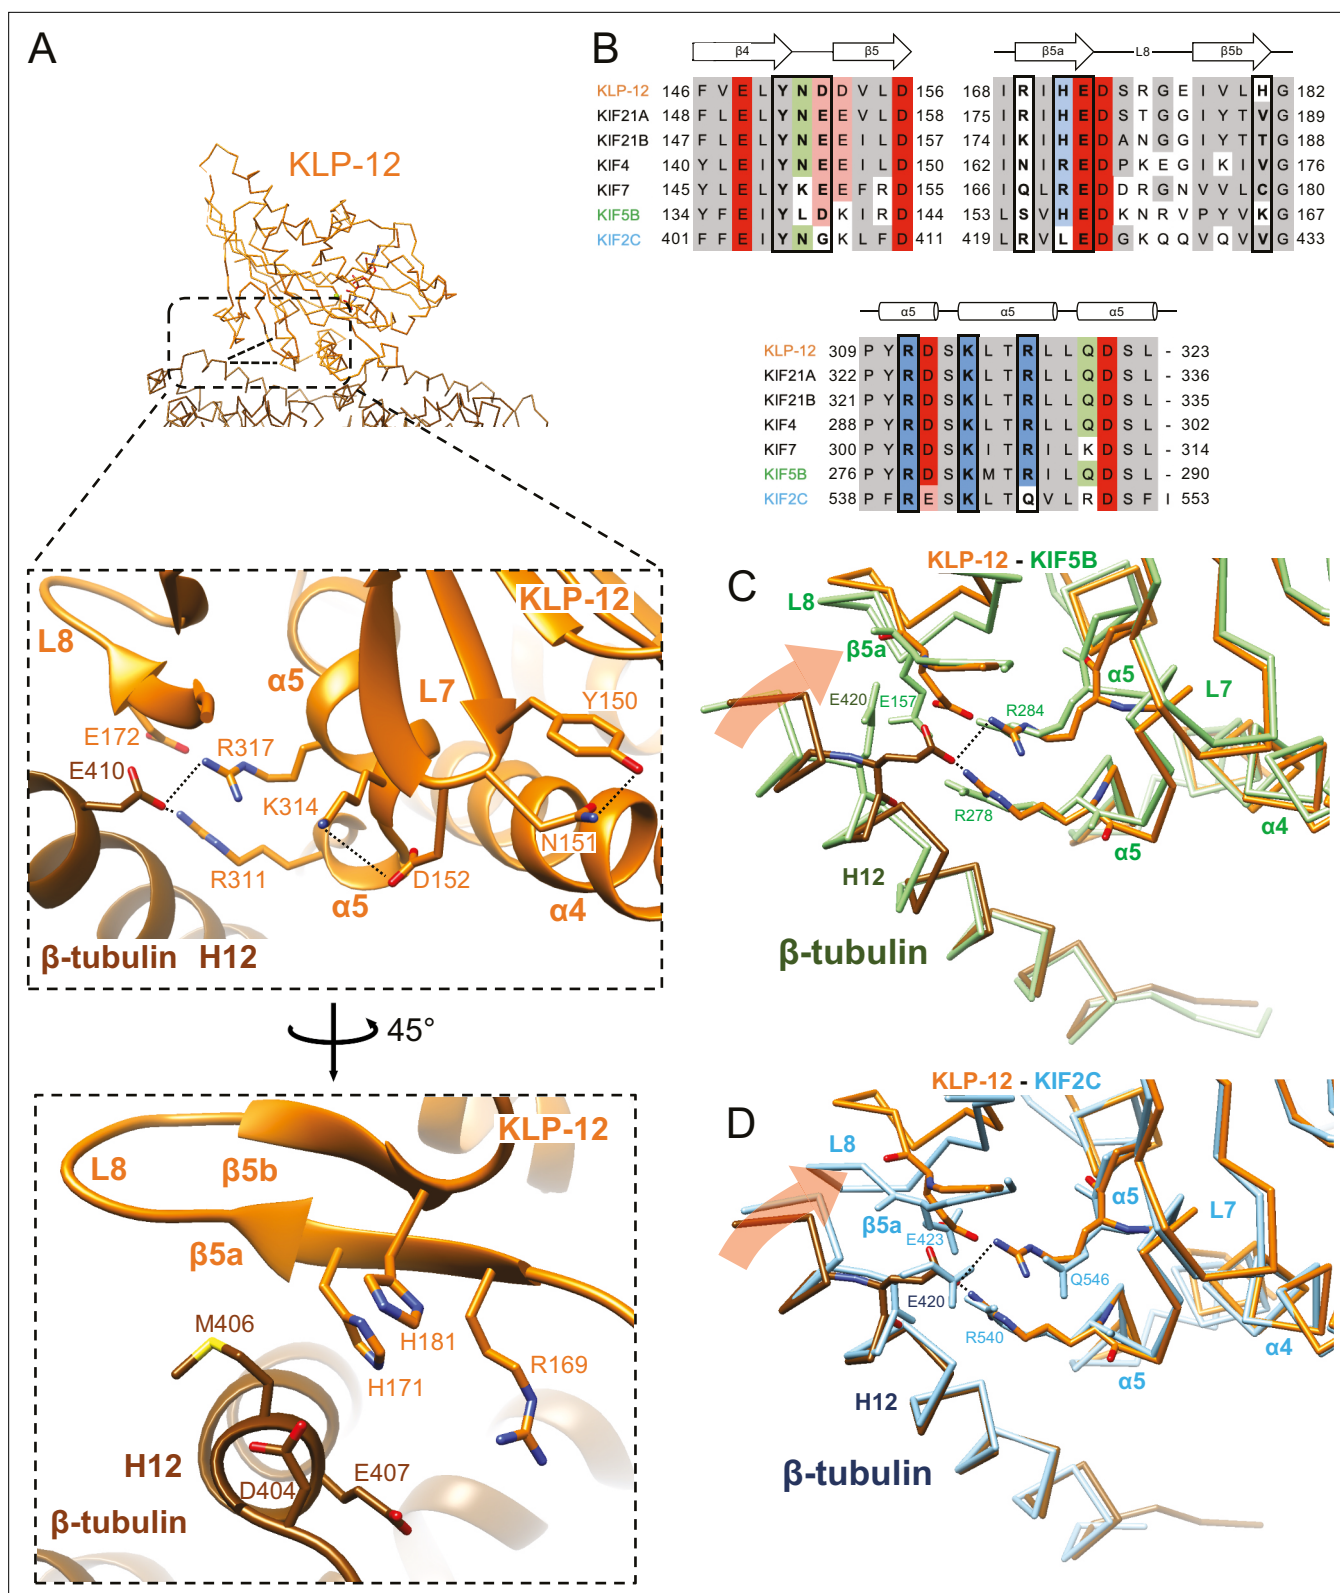 A
KLP-12
B
β4 β5
KLP-12 146 F V E L Y N D D V L D 156
KIF21A 148 F L E L Y N E E V L D 158
KIF21B 147 F L E L Y N E E I L D 157
KIF4 140 Y L E I Y N E E I L D 150
KIF7 145 Y L E L Y K E E F R D 155
KIF5B 134 Y F E I Y L D K I R D 144
KIF2C 401 F F E I Y N G K L F D 411
β5a L8 β5b
168 I R I H E D S R G E I V L H G 182
175 I R I H E D S T G G I Y T V G 189
174 I K I H E D A N G G I Y T T G 188
162 I N I R E D P K E G I K I V G 176
166 I Q L R E D D R G N V V L C G 180
153 L S V H E D K N R V P Y V K G 167
419 L R V L E D G K Q Q V Q V V G 433
α5 α5 α5
KLP-12 309 P Y R D S K L T R L L Q D S L - 323
KIF21A 322 P Y R D S K L T R L L Q D S L - 336
KIF21B 321 P Y R D S K L T R L L Q D S L - 335
KIF4 288 P Y R D S K L T R L L Q D S L - 302
KIF7 300 P Y R D S K I T R I L K D S L - 314
KIF5B 276 P Y R D S K M T R I L Q D S L - 290
KIF2C 538 P F R E S K L T Q V L R D S F I 553
KLP-12
L8
α5
L7
Y150
E172
R317
E410
K314
N151
R311
D152
α5
α4
β-tubulin H12
45°
KLP-12
L8
β5b
β5a
M406
H181
R169
H171
H12
D404
E407
β-tubulin
C
KLP-12 - KIF5B
L8
β5a
α5
L7
E420
E157
R284
R278
α4
α5
H12
β-tubulin
D
KLP-12 - KIF2C
L8
α5
L7
β5a
E423
Q546
E420
R540
α4
α5
H12
β-tubulin